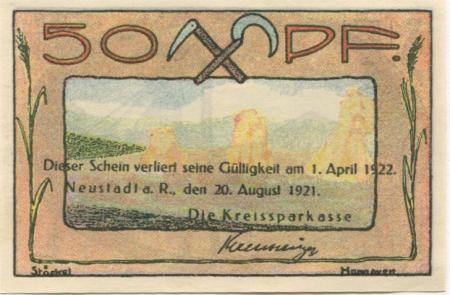 50 PF.
Dieser Schein verliert seine Gültigkeit am 1. April 1922.
Neustadt a. R., den 20. August 1921.
Die Kreissparkasse
Stöckel Hannover